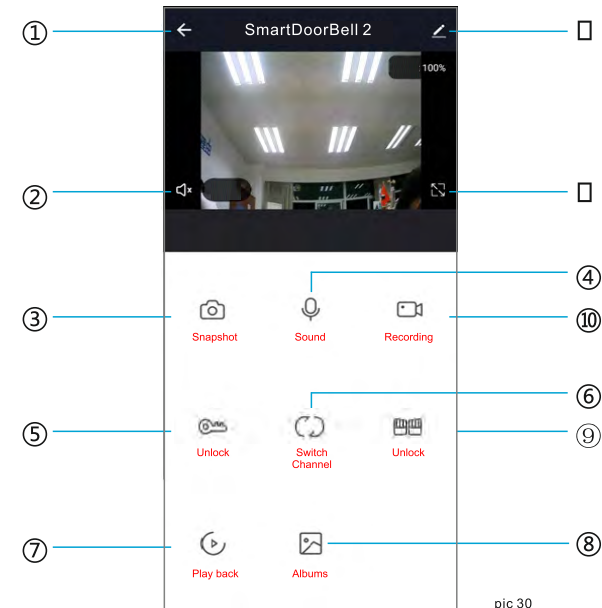 ① SmartDoorBell 2
100%
②
④
③ ⑩
Snapshot Sound Recording
⑥
⑤ ⑨
Unlock Switch Channel Unlock
⑦ ⑧
Play back Albums
pic 30